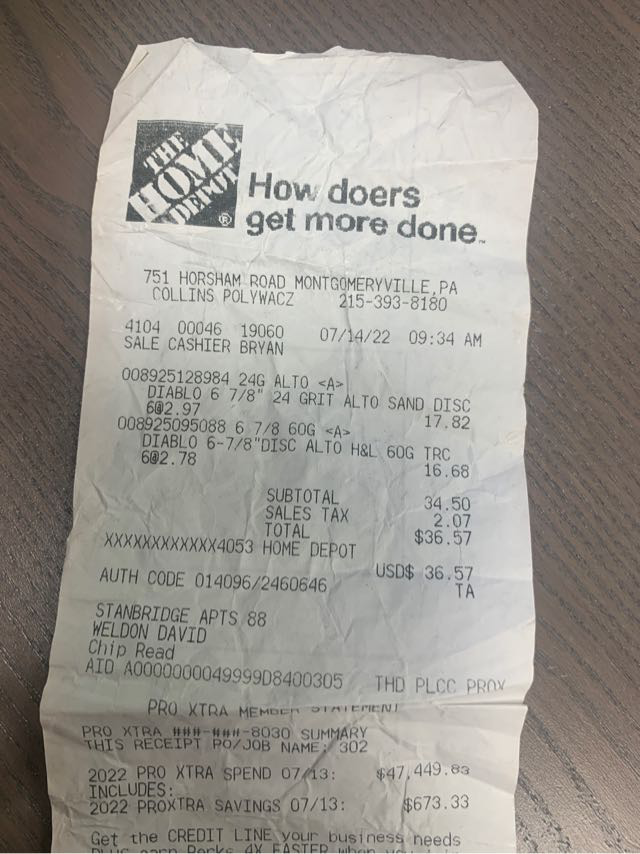 THE
HOME
DEPOT
®
How doers
get more done™
751 HORSHAM ROAD MONTGOMERYVILLE,PA
COLLINS POLYWACZ 215-393-8180
4104 00046 19060 07/14/22 09:34 AM
SALE CASHIER BRYAN
008925128984 24G ALTO <A>
DIABLO 6 7/8" 24 GRIT ALTO SAND DISC
6@2.97 17.82
008925095088 6 7/8 60G <A>
DIABLO 6-7/8"DISC ALTO H&L 60G TRC
6@2.78 16.68
SUBTOTAL 34.50
SALES TAX 2.07
TOTAL $36.57
XXXXXXXXXXXX4053 HOME DEPOT
USD$ 36.57
AUTH CODE 014096/2460646 TA
STANBRIDGE APTS 88
WELDON DAVID
Chip Read
AID A0000000049999D8400305 THD PLCC PROX
PRO XTRA MEMBER STATEMENT
PRO XTRA ###-###-8030 SUMMARY
THIS RECEIPT PO/JOB NAME: 302
2022 PRO XTRA SPEND 07/13: $47,449.83
INCLUDES:
2022 PROXTRA SAVINGS 07/13: $673.33
Get the CREDIT LINE your business needs
PLUS earn Perks 4X FASTER when